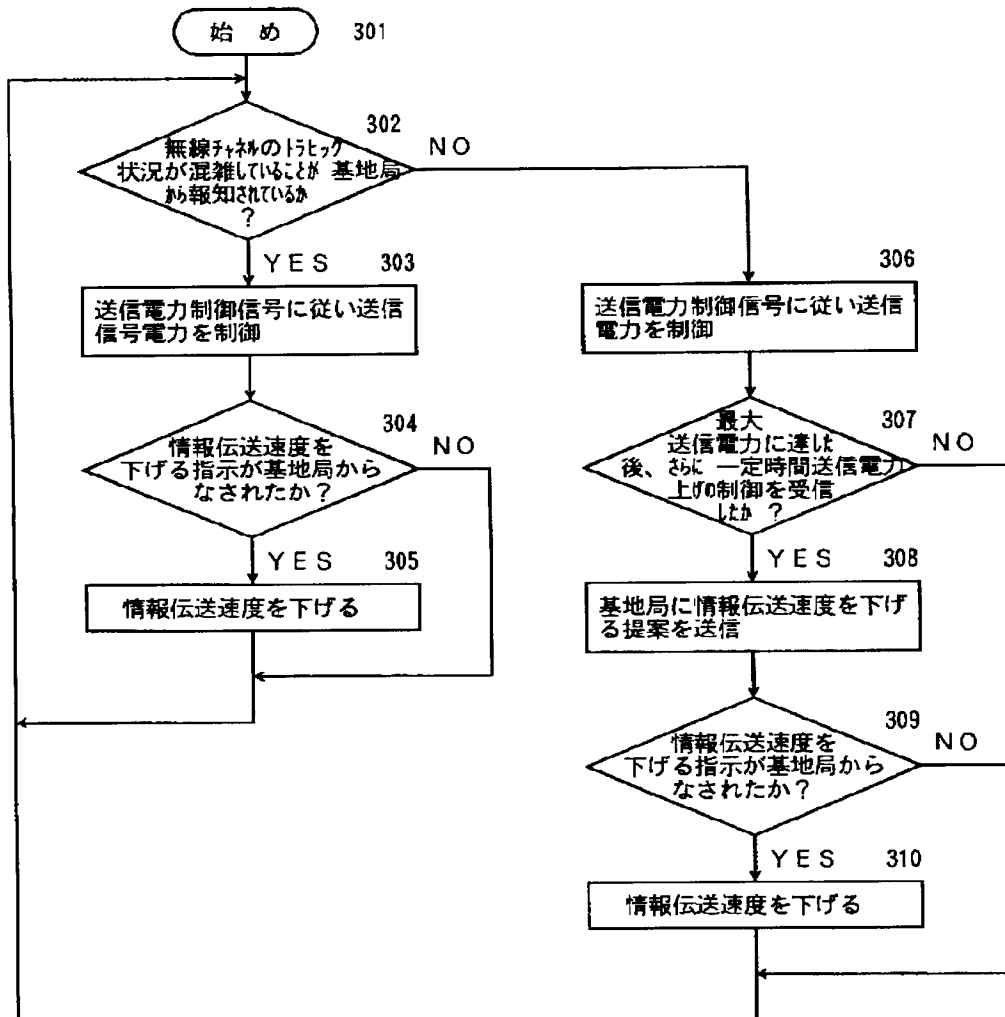 始 め 301
302
無線チャネルのトラヒック
状況が混雑していることが 基地局
から報知されているか
?
NO
YES 303
送信電力制御信号に従い送信
信号電力を制御
304
情報伝送速度を
下げる指示が基地局から
なされたか?
NO
YES 305
情報伝送速度を下げる
306
送信電力制御信号に従い送信
電力を制御
307
最大
送信電力に達した
後、さらに 一定時間送信電力
上げの制御を受信
したか ?
NO
YES 308
基地局に情報伝送速度を下げ
る提案を送信
309
情報伝送速度を
下げる指示が基地局から
なされたか?
NO
YES 310
情報伝送速度を下げる